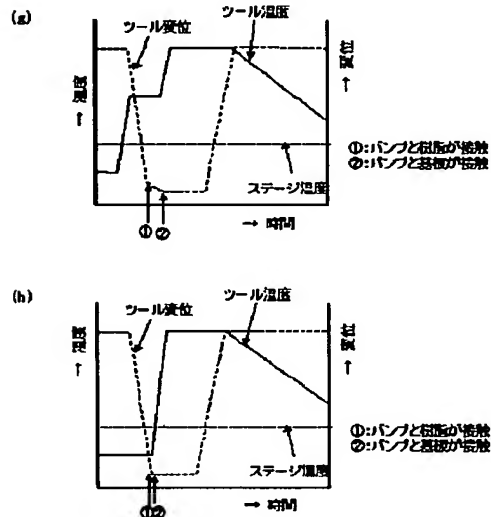 (g)
ツール変位
ツール温度
→ 温度
→ 変位
①:バンプと樹脂が接触
②:バンプと基板が接触
ステージ温度
① ②
→ 時間
(h)
ツール変位
ツール温度
→ 温度
→ 変位
①:バンプと樹脂が接触
②:バンプと基板が接触
ステージ温度
①②
→ 時間